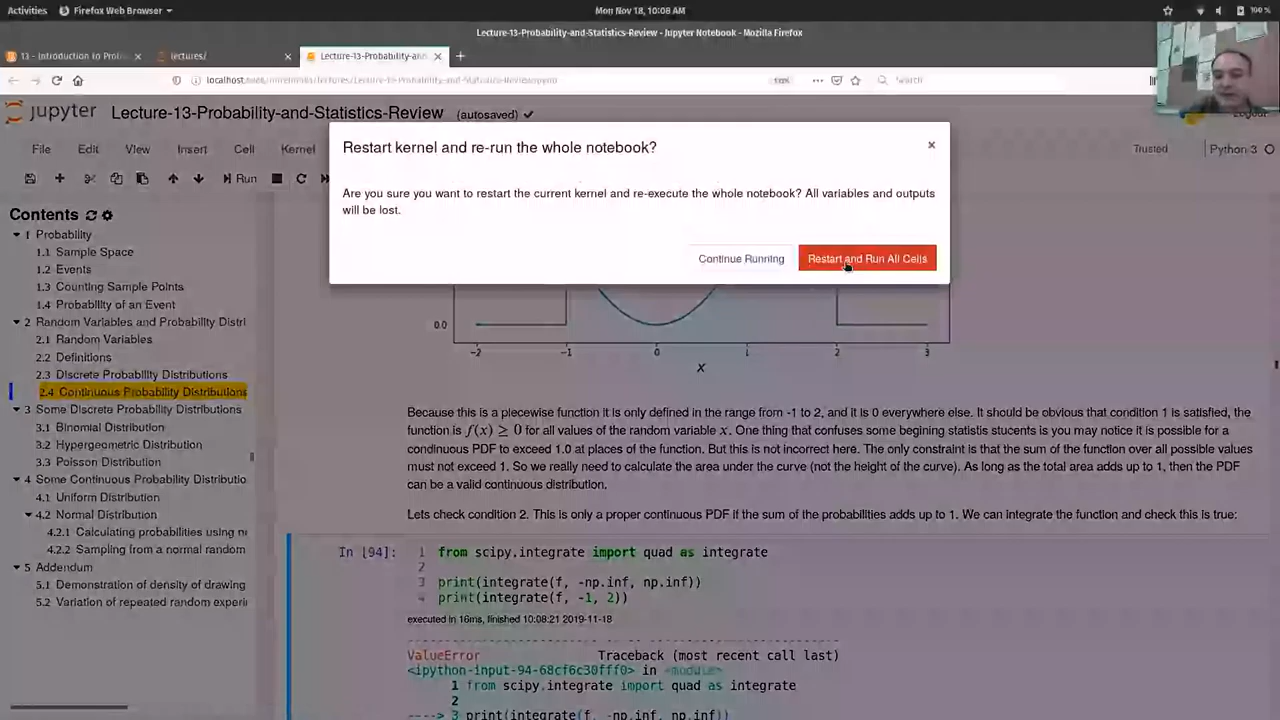 Activities
Firefox Web Browser
Mon Nov 18, 10:08 AM
100 %
Lecture-13-Probability-and-Statistics-Review - Jupyter Notebook - Mozilla Firefox
13 - Introduction to Prob
lectures/
Lecture-13-Probability-and
Search
jupyter
Lecture-13-Probability-and-Statistics-Review
(autosaved)
Logout
File
Edit
View
Insert
Cell
Kernel
Trusted
Python 3
Run
Restart kernel and re-run the whole notebook?
×
Are you sure you want to restart the current kernel and re-execute the whole notebook? All variables and outputs
will be lost.
Continue Running
Restart and Run All Cells
Contents
1 Probability
1.1 Sample Space
1.2 Events
1.3 Counting Sample Points
1.4 Probability of an Event
2 Random Variables and Probability Distri
2.1 Random Variables
2.2 Definitions
2.3 Discrete Probability Distributions
2.4 Continuous Probability Distributions
3 Some Discrete Probability Distributions
3.1 Binomial Distribution
3.2 Hypergeometric Distribution
3.3 Poisson Distribution
4 Some Continuous Probability Distributio
4.1 Uniform Distribution
4.2 Normal Distribution
4.2.1 Calculating probabilities using n
4.2.2 Sampling from a normal random
5 Addendum
5.1 Demonstration of density of drawing
5.2 Variation of repeated random experi
0.0
-2 -1 0 1 2 3
x
Because this is a piecewise function it is only defined in the range from -1 to 2, and it is 0 everywhere else. It should be obvious that condition 1 is satisfied, the
function is f(x) ≥ 0 for all values of the random variable x. One thing that confuses some begining statistis students is you may notice it is possible for a
condinuous PDF to exceed 1.0 at places of the function. But this is not incorrect here. The only constraint is that the sum of the function over all possible values
must not exceed 1. So we really need to calculate the area under the curve (not the height of the curve). As long as the total area adds up to 1, then the PDF
can be a valid continuous distribution.
Lets check condition 2. This is only a proper continuous PDF if the sum of the probabilities adds up to 1. We can integrate the function and check this is true:
In [94]:
1 from scipy.integrate import quad as integrate
2
3 print(integrate(f, -np.inf, np.inf))
4 print(integrate(f, -1, 2))
executed in 16ms, finished 10:08:21 2019-11-18
ValueError Traceback (most recent call last)
<ipython-input-94-68cf6c30fff0> in <module>
1 from scipy.integrate import quad as integrate
2
----> 3 print(integrate(f, -np.inf, np.inf))